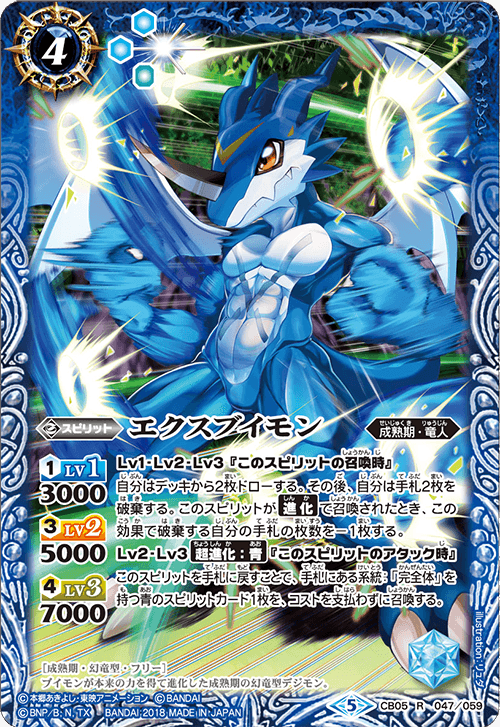 4
スピリット
エクスブイモン
せいじゅくき りゅうじん
成熟期・竜人
1 LV1
3000
3 LV2
5000
4 LV3
7000
Lv1・Lv2・Lv3『このスピリットの召喚時』
自分はデッキから2枚ドローする。その後、自分は手札2枚を
破棄する。このスピリットが【進化】で召喚されたとき、この
効果で破棄する自分の手札の枚数を-1枚する。
Lv2・Lv3【超進化:青】『このスピリットのアタック時』
このスピリットを手札に戻すことで、手札にある系統:「完全体」を
持つ青のスピリットカード1枚を、コストを支払わずに召喚する。
[成熟期・幻竜型・フリー]
ブイモンが本来の力を得て進化した成熟期の幻竜型デジモン。
©本郷あきよし・東映アニメーション ©BANDAI
©BNP/B: N, TX BANDAI 2018 MADE IN JAPAN
5
CB05 R 047/059